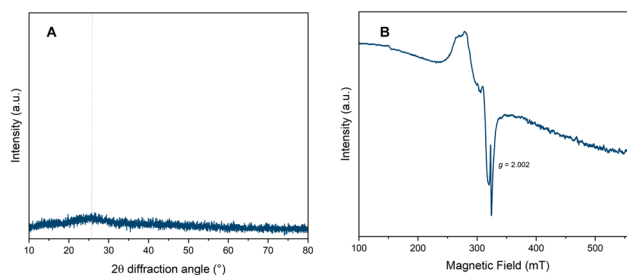 A
Intensity (a.u.)
10 20 30 40 50 60 70 80
2θ diffraction angle (°)
B
Intensity (a.u.)
g = 2.002
100 200 300 400 500
Magnetic Field (mT)